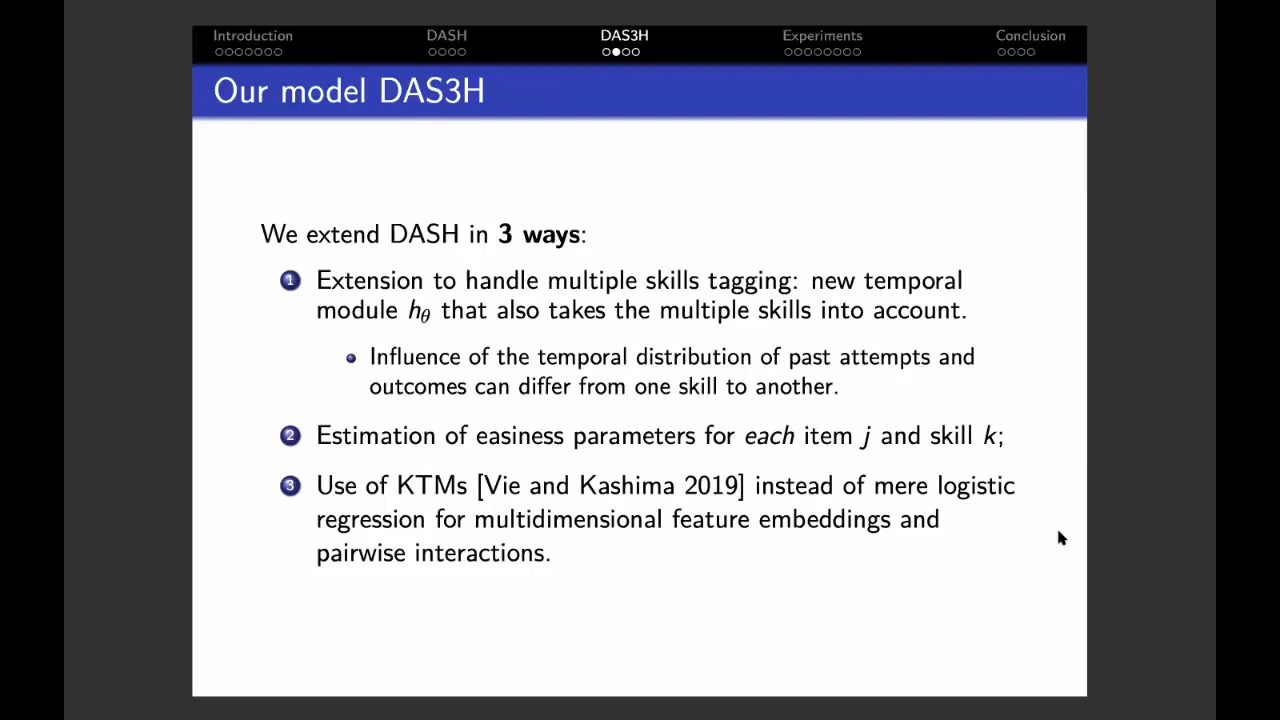 Introduction DASH DAS3H Experiments Conclusion
Our model DAS3H
We extend DASH in 3 ways:
1 Extension to handle multiple skills tagging: new temporal
module hθ that also takes the multiple skills into account.
Influence of the temporal distribution of past attempts and
outcomes can differ from one skill to another.
2 Estimation of easiness parameters for each item j and skill k;
3 Use of KTMs [Vie and Kashima 2019] instead of mere logistic
regression for multidimensional feature embeddings and
pairwise interactions.